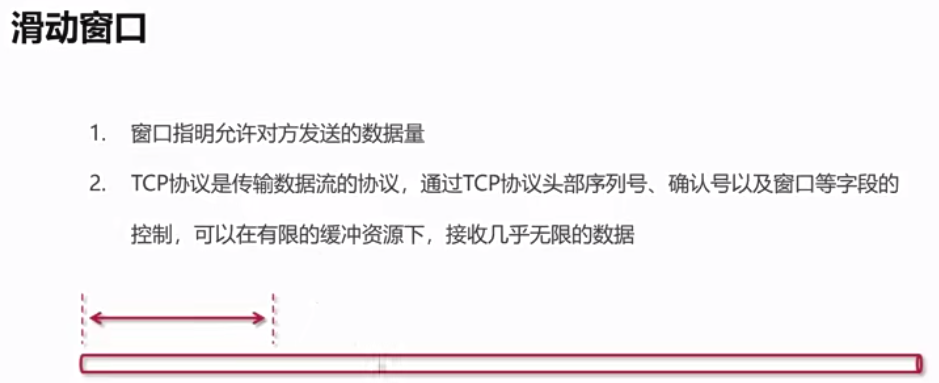 滑动窗口
1. 窗口指明允许对方发送的数据量
2. TCP协议是传输数据流的协议，通过TCP协议头部序列号、确认号以及窗口等字段的
控制，可以在有限的缓冲资源下，接收几乎无限的数据